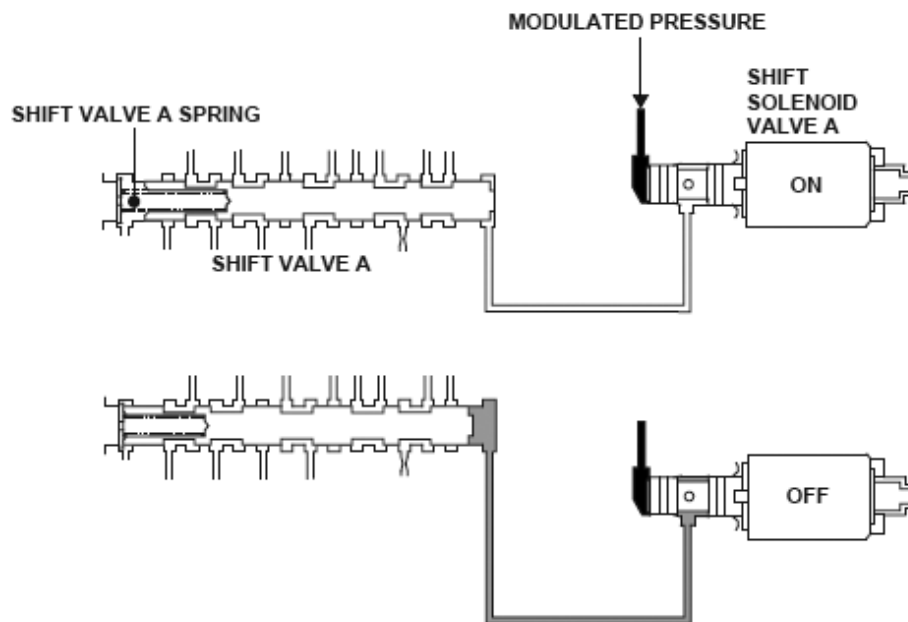 MODULATED PRESSURE
SHIFT
SOLENOID
VALVE A
SHIFT VALVE A SPRING
ON
SHIFT VALVE A
OFF